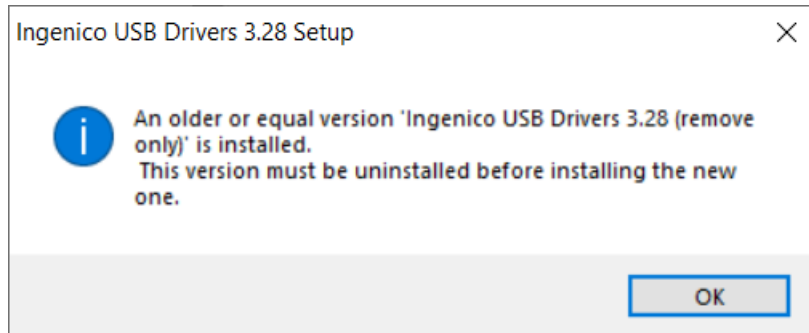 Ingenico USB Drivers 3.28 Setup
An older or equal version 'Ingenico USB Drivers 3.28 (remove
only)' is installed.
This version must be uninstalled before installing the new
one.
OK